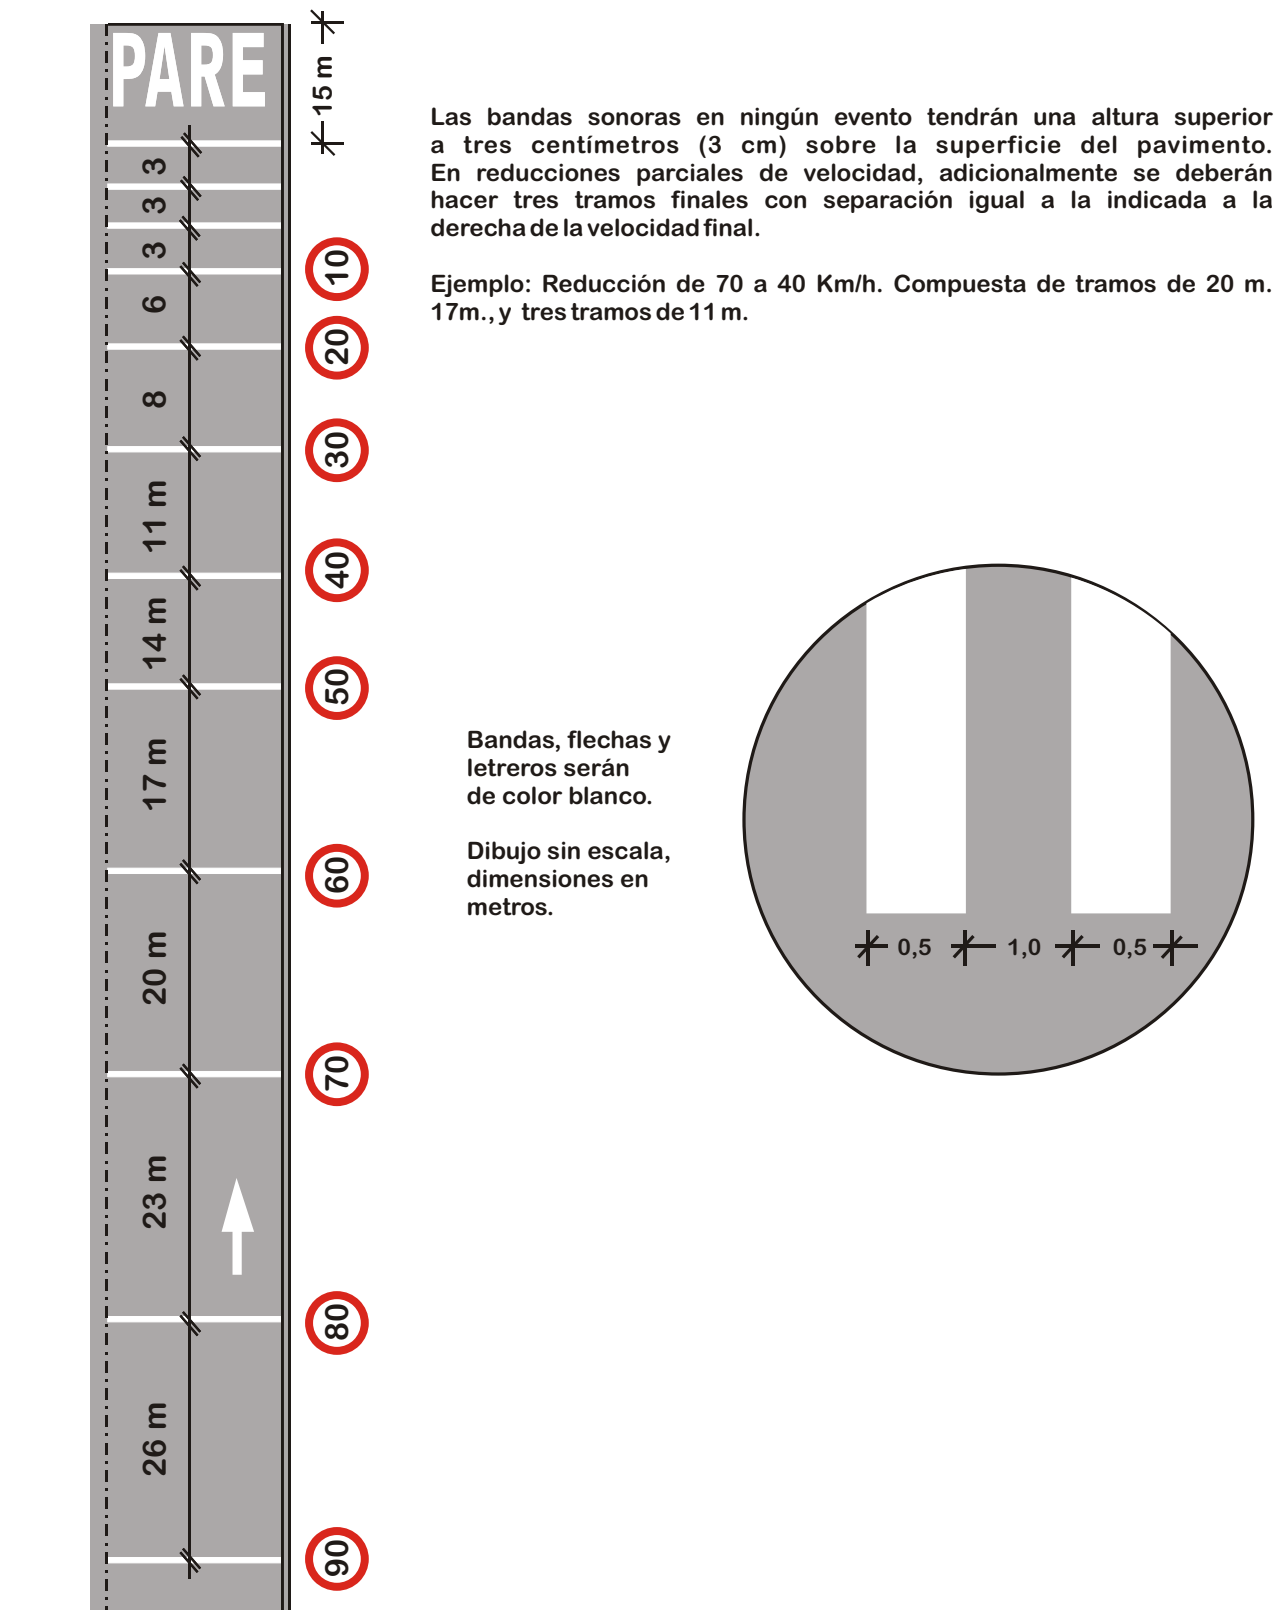 PARE
15 m
3
3
3
10
6
20
8
30
11 m
40
14 m
50
17 m
60
20 m
70
23 m
80
26 m
90
Las bandas sonoras en ningún evento tendrán una altura superior
a tres centímetros (3 cm) sobre la superficie del pavimento.
En reducciones parciales de velocidad, adicionalmente se deberán
hacer tres tramos finales con separación igual a la indicada a la
derecha de la velocidad final.
Ejemplo: Reducción de 70 a 40 Km/h. Compuesta de tramos de 20 m.
17m., y tres tramos de 11 m.
Bandas, flechas y
letreros serán
de color blanco.
Dibujo sin escala,
dimensiones en
metros.
0,5 1,0 0,5